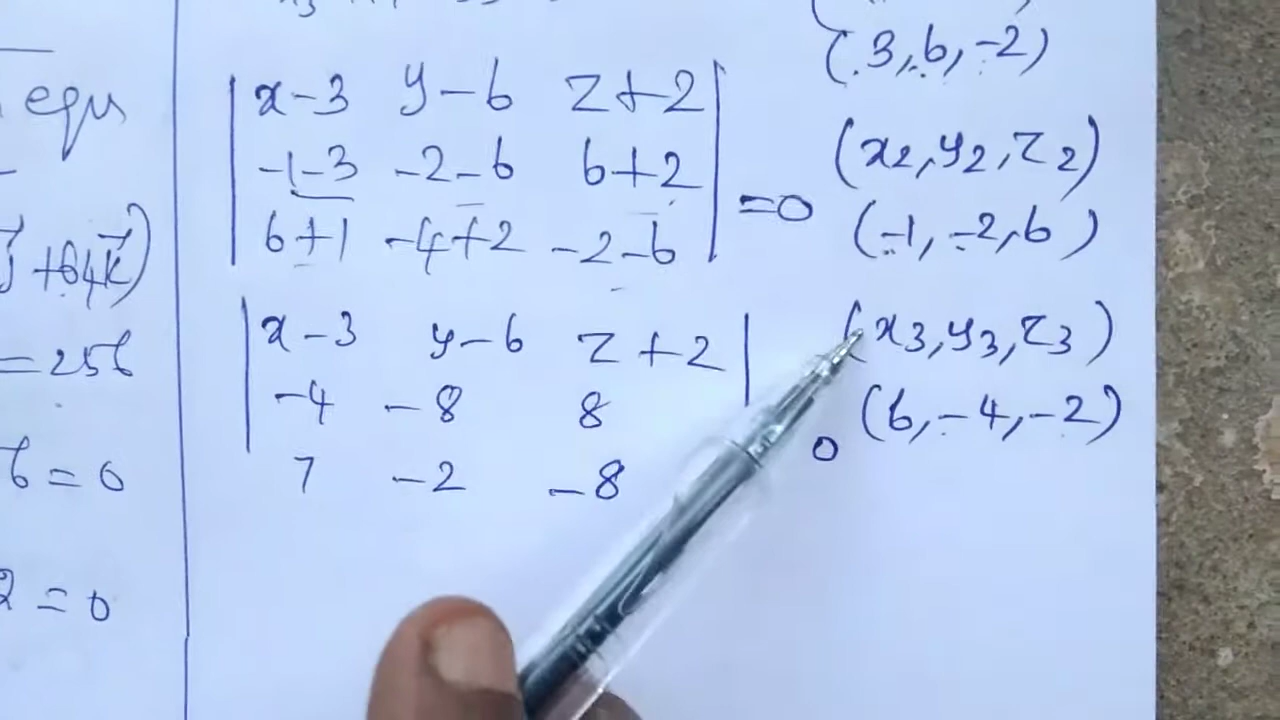 equ
j⃗ + 64k⃗)
= 256
= 0
2 = 0
| x-3 y-6 z+2 |
| -1-3 -2-6 6+2 | = 0
| 6+1 -4+2 -2-6 |
| x-3 y-6 z+2 |
-4 -8 8
7 -2 -8
0
(3, 6, -2)
(x2, y2, z2)
(-1, -2, 6)
(x3, y3, z3)
(6, -4, -2)